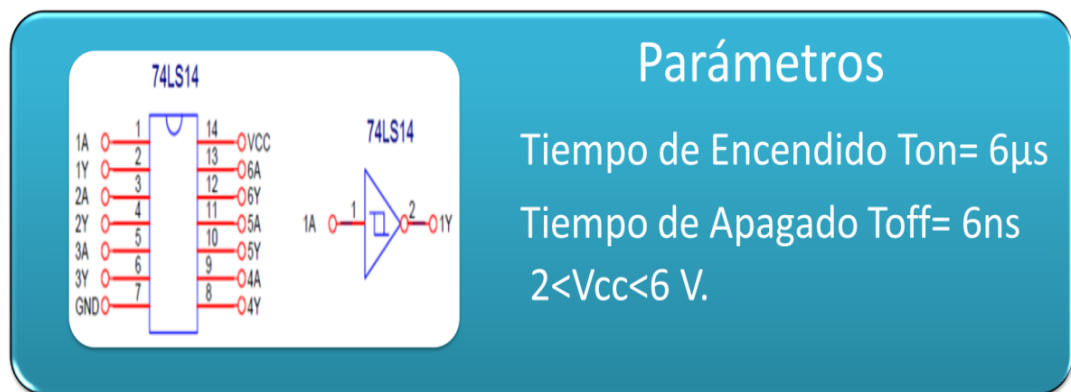 Parámetros
Tiempo de Encendido Ton= 6µs
Tiempo de Apagado Toff= 6ns
2<Vcc<6 V.
74LS14
1A 1 14 VCC
1Y 2 13 6A
2A 3 12 6Y
2Y 4 11 5A
3A 5 10 5Y
3Y 6 9 4A
GND 7 8 4Y
74LS14
1A 1 2 1Y